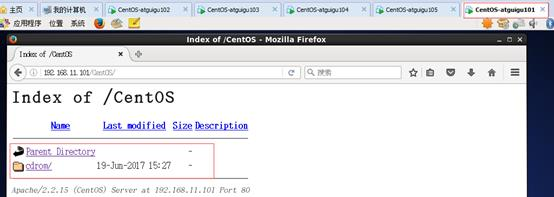 主页 我的计算机 CentOS-atguigu102 CentOS-atguigu103 CentOS-atguigu104 CentOS-atguigu105 CentOS-atguigu101
应用程序 位置 系统
Index of /CentOS - Mozilla Firefox
Index of /CentOS
192.168.11.101/CentOS/ 搜索
Index of /CentOS
Name Last modified Size Description
Parent Directory -
cdrom/ 19-Jun-2017 15:27 -
Apache/2.2.15 (CentOS) Server at 192.168.11.101 Port 80